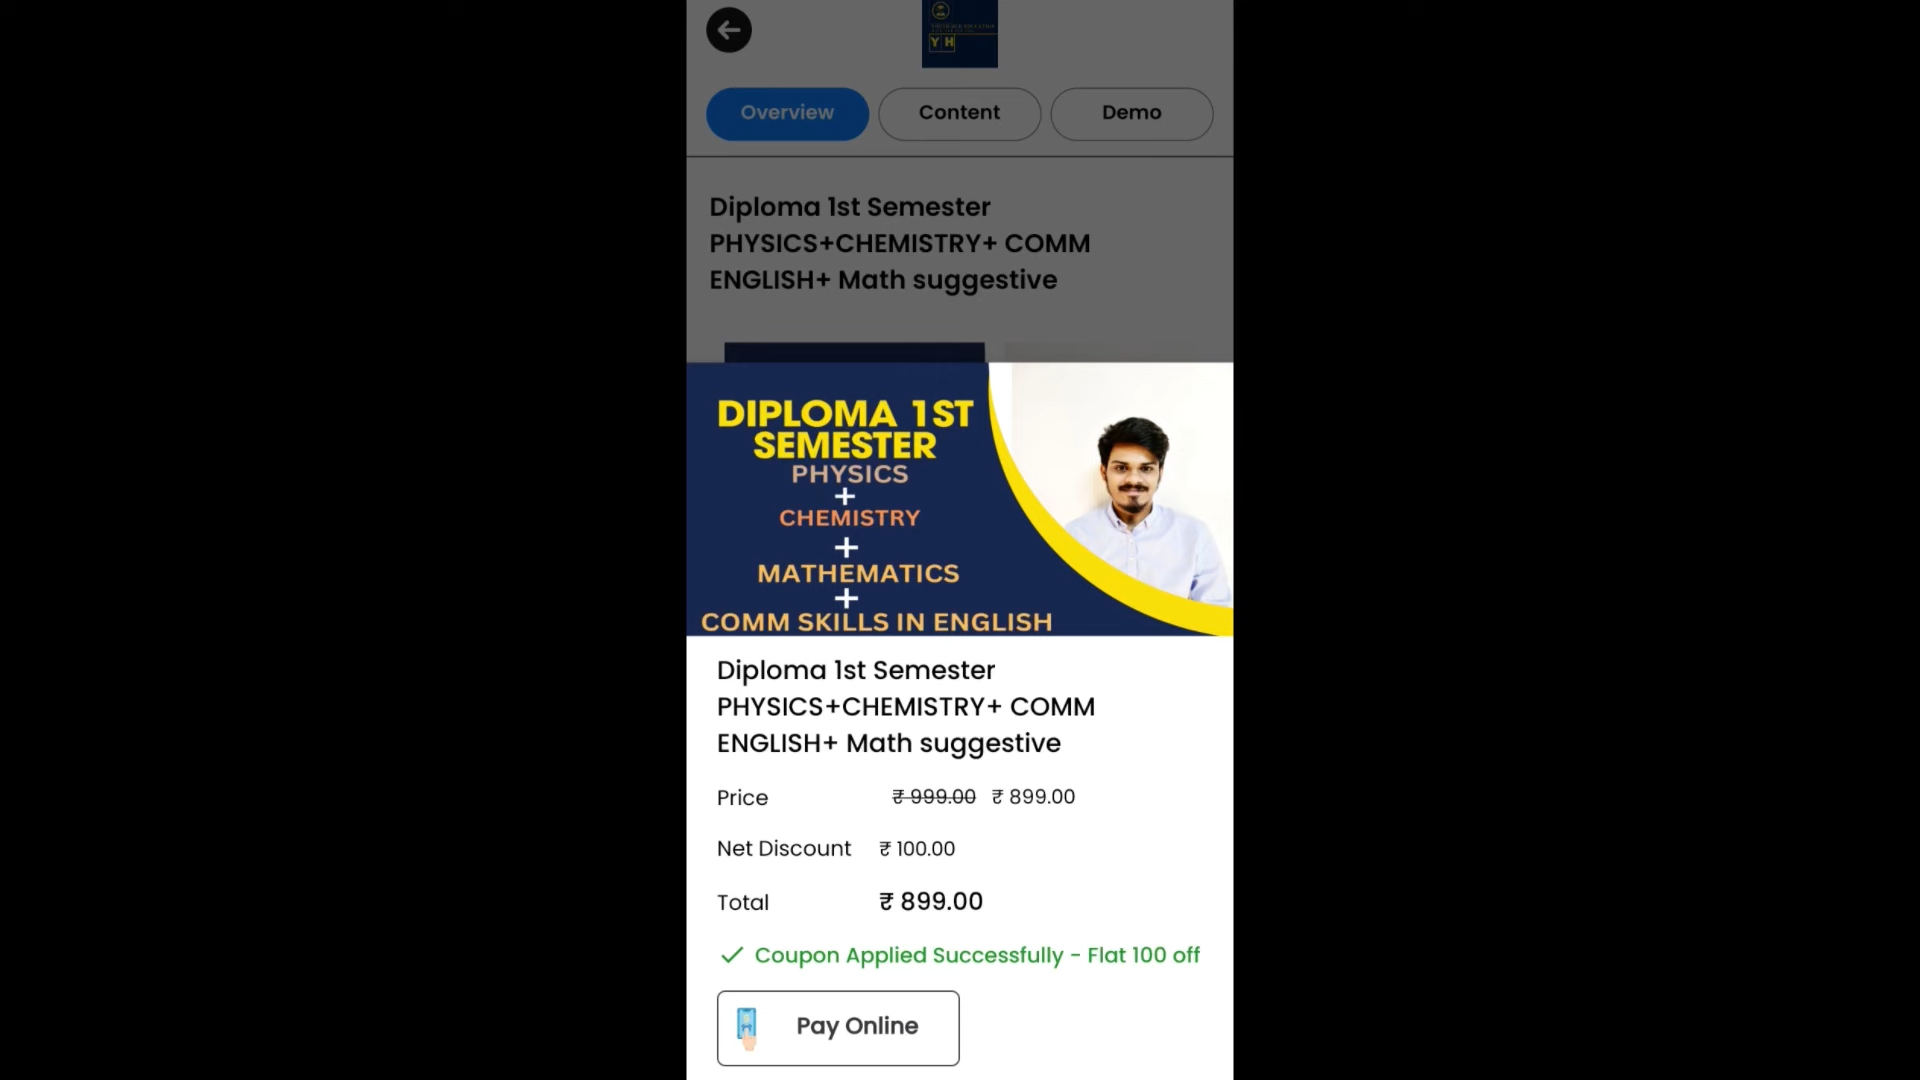 Y H
Overview
Content
Demo
Diploma 1st Semester
PHYSICS+CHEMISTRY+ COMM
ENGLISH+ Math suggestive
DIPLOMA 1ST
SEMESTER
PHYSICS
+
CHEMISTRY
+
MATHEMATICS
+
COMM SKILLS IN ENGLISH
Diploma 1st Semester
PHYSICS+CHEMISTRY+ COMM
ENGLISH+ Math suggestive
Price ₹ 999.00 ₹ 899.00
Net Discount ₹ 100.00
Total ₹ 899.00
Coupon Applied Successfully - Flat 100 off
Pay Online